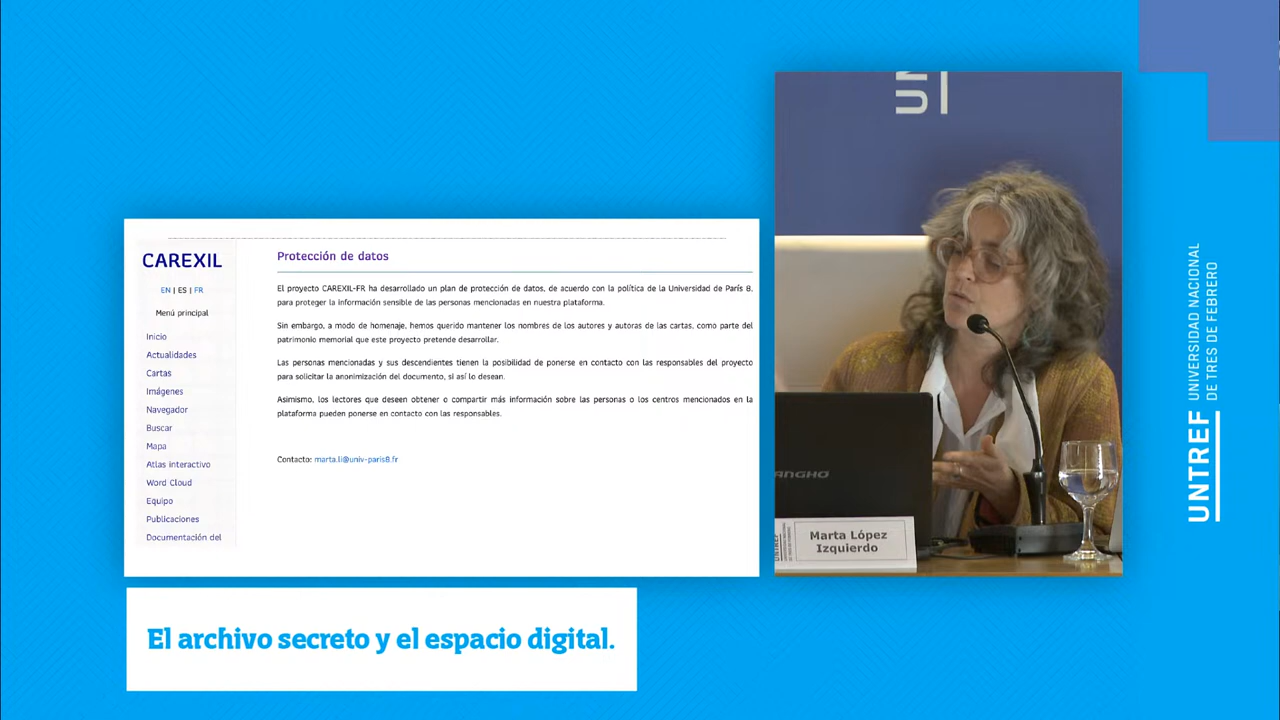 CAREXIL
EN | ES | FR
Menú principal
Inicio
Actualidades
Cartas
Imágenes
Navegador
Buscar
Mapa
Atlas interactivo
Word Cloud
Equipo
Publicaciones
Documentación del
Protección de datos
El proyecto CAREXIL-FR ha desarrollado un plan de protección de datos, de acuerdo con la política de la Universidad de París 8,
para proteger la información sensible de las personas mencionadas en nuestra plataforma.
Sin embargo, a modo de homenaje, hemos querido mantener los nombres de los autores y autoras de las cartas, como parte del
patrimonio memorial que este proyecto pretende desarrollar.
Las personas mencionadas y sus descendientes tienen la posibilidad de ponerse en contacto con los responsables del proyecto
para solicitar la anonimización del documento, si así lo desean.
Asimismo, los lectores que deseen obtener o compartir más información sobre las personas o los centros mencionados en la
plataforma pueden ponerse en contacto con las responsables.
Contacto: marta.li@univ-paris8.fr
ANGHO
Marta López
Izquierdo
UNTREF
UNIVERSIDAD NACIONAL
DE TRES DE FEBRERO
El archivo secreto y el espacio digital.